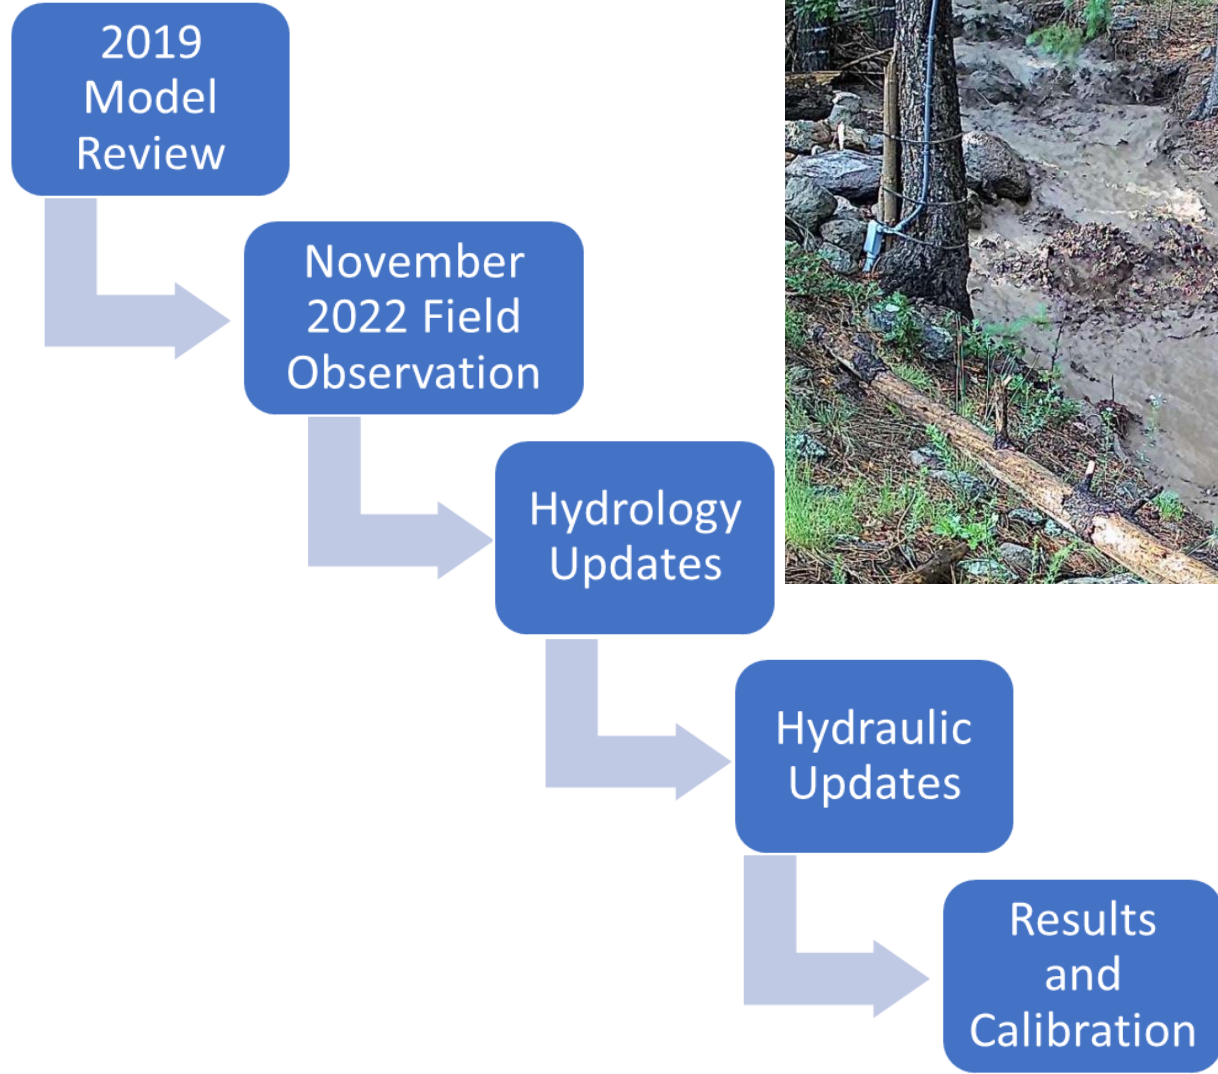 2019
Model
Review
November
2022 Field
Observation
Hydrology
Updates
Hydraulic
Updates
Results
and
Calibration